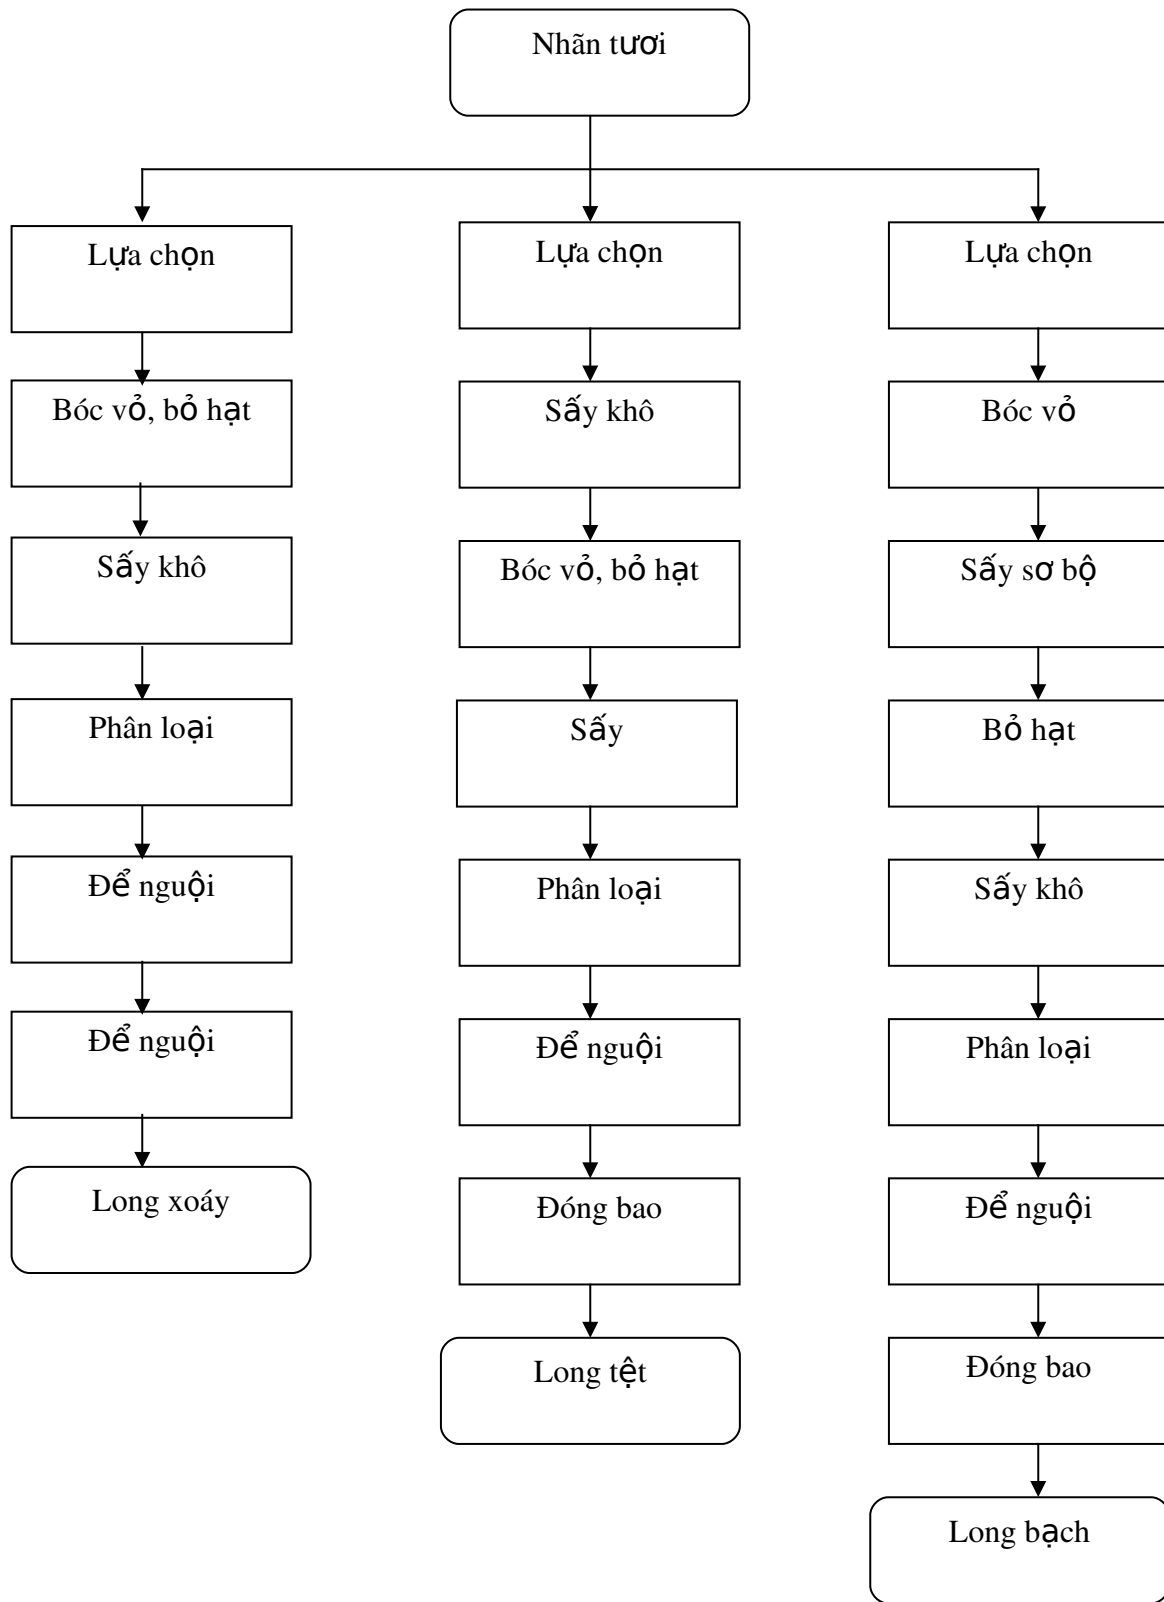 Nhãn tươi
Lựa chọn
Bóc vỏ, bỏ hạt
Sấy khô
Phân loại
Để nguội
Để nguội
Long xoáy
Lựa chọn
Sấy khô
Bóc vỏ, bỏ hạt
Sấy
Phân loại
Để nguội
Đóng bao
Long tệt
Lựa chọn
Bóc vỏ
Sấy sơ bộ
Bỏ hạt
Sấy khô
Phân loại
Để nguội
Đóng bao
Long bạch